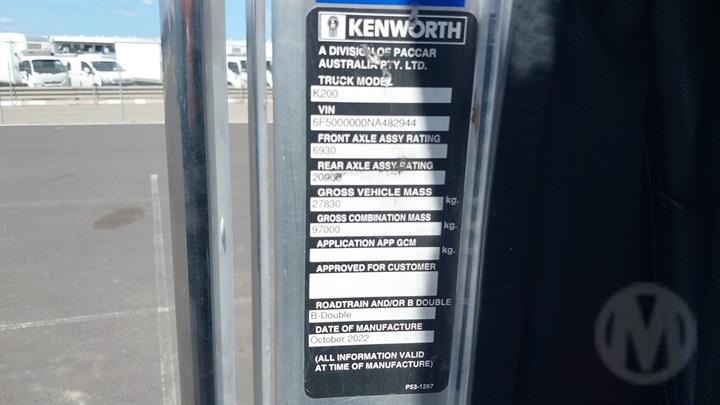 KENWORTH
A DIVISION OF PACCAR
AUSTRALIA PTY. LTD.
TRUCK MODEL
K200
VIN
6F5000000NA482944
FRONT AXLE ASSY RATING
6930
REAR AXLE ASSY RATING
20900
GROSS VEHICLE MASS
27830 kg.
GROSS COMBINATION MASS
97000 kg.
APPLICATION APP GCM
kg.
APPROVED FOR CUSTOMER
ROADTRAIN AND/OR B DOUBLE
B-Double
DATE OF MANUFACTURE
October 2022
(ALL INFORMATION VALID
AT TIME OF MANUFACTURE)
P53-1267
M